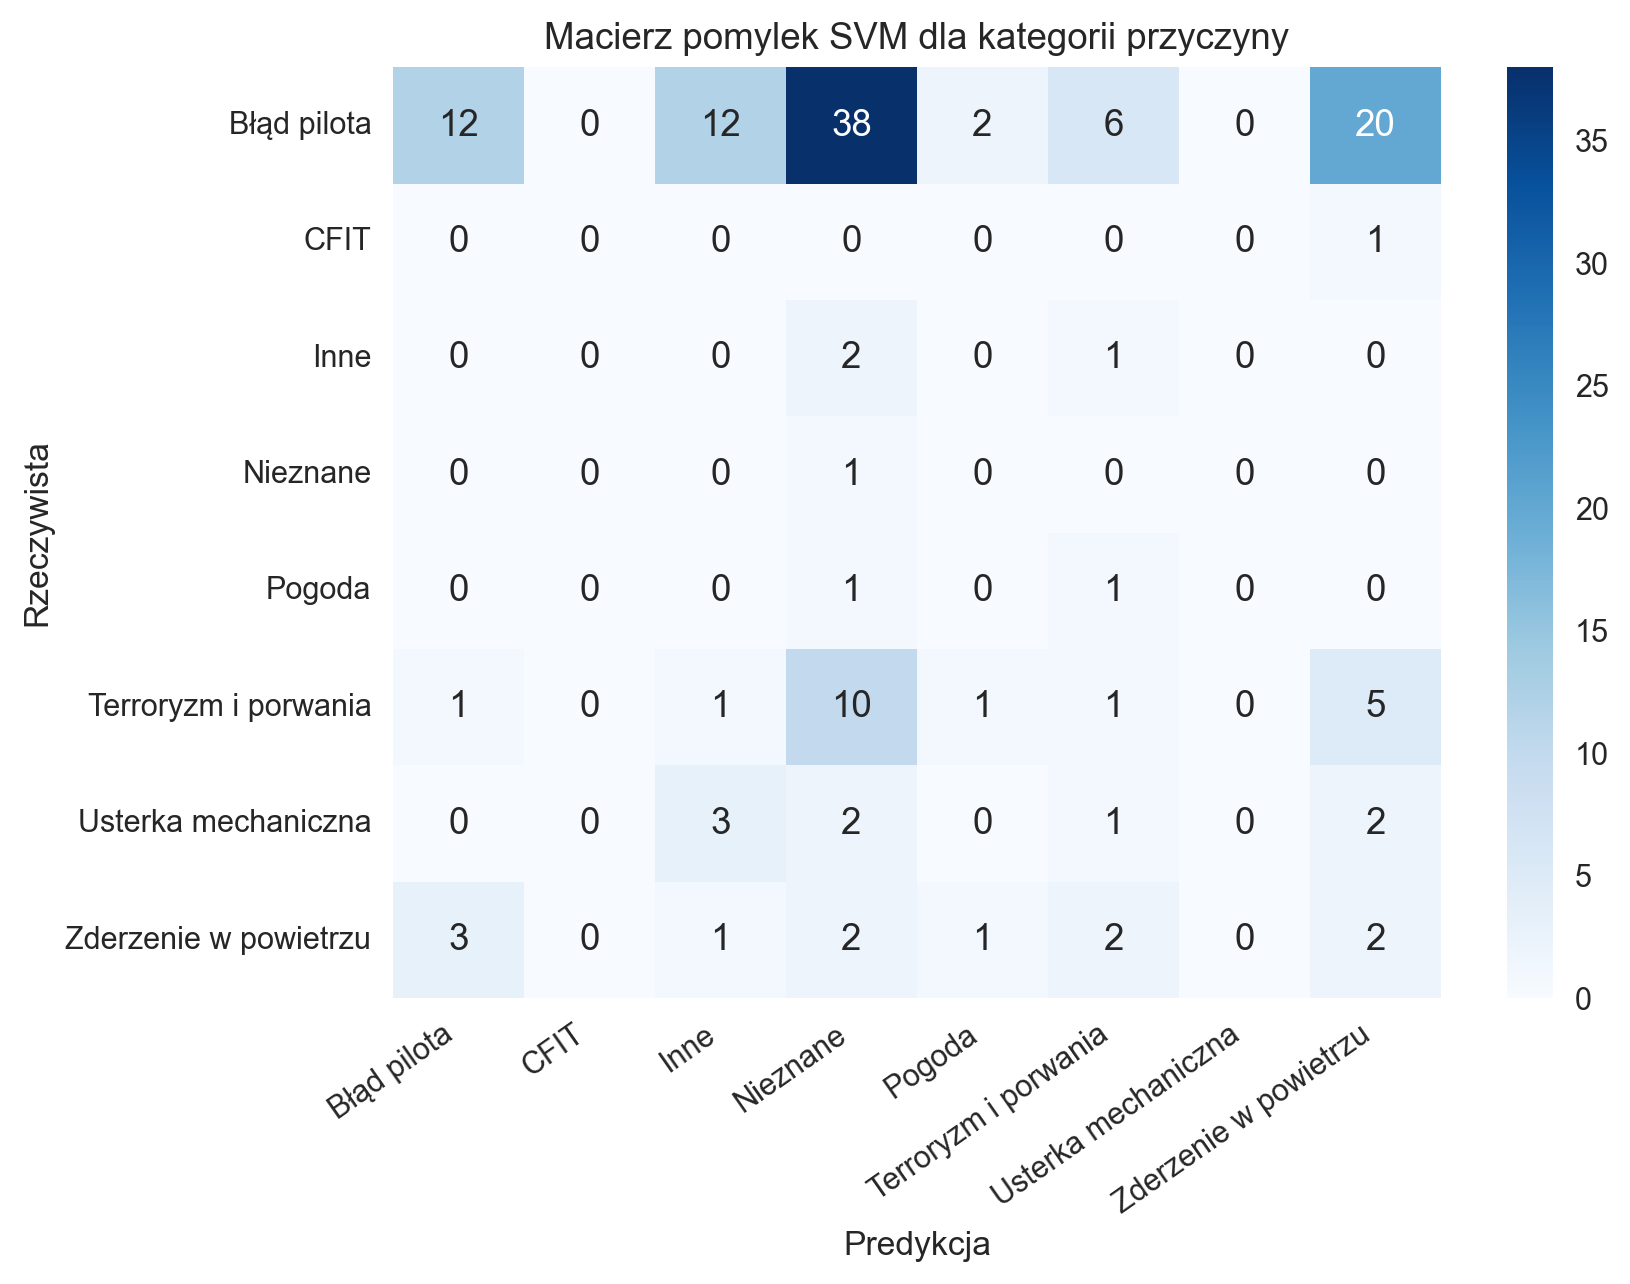 Macierz pomylek SVM dla kategorii przyczyny
Błąd pilota 12 0 12 38 2 6 0 20
CFIT 0 0 0 0 0 0 0 1
Inne 0 0 0 2 0 1 0 0
Nieznane 0 0 0 1 0 0 0 0
Pogoda 0 0 0 1 0 1 0 0
Terroryzm i porwania 1 0 1 10 1 1 0 5
Usterka mechaniczna 0 0 3 2 0 1 0 2
Zderzenie w powietrzu 3 0 1 2 1 2 0 2
Rzeczywista
Błąd pilota
CFIT
Inne
Nieznane
Pogoda
Terroryzm i porwania
Usterka mechaniczna
Zderzenie w powietrzu
Predykcja
35
30
25
20
15
10
5
0